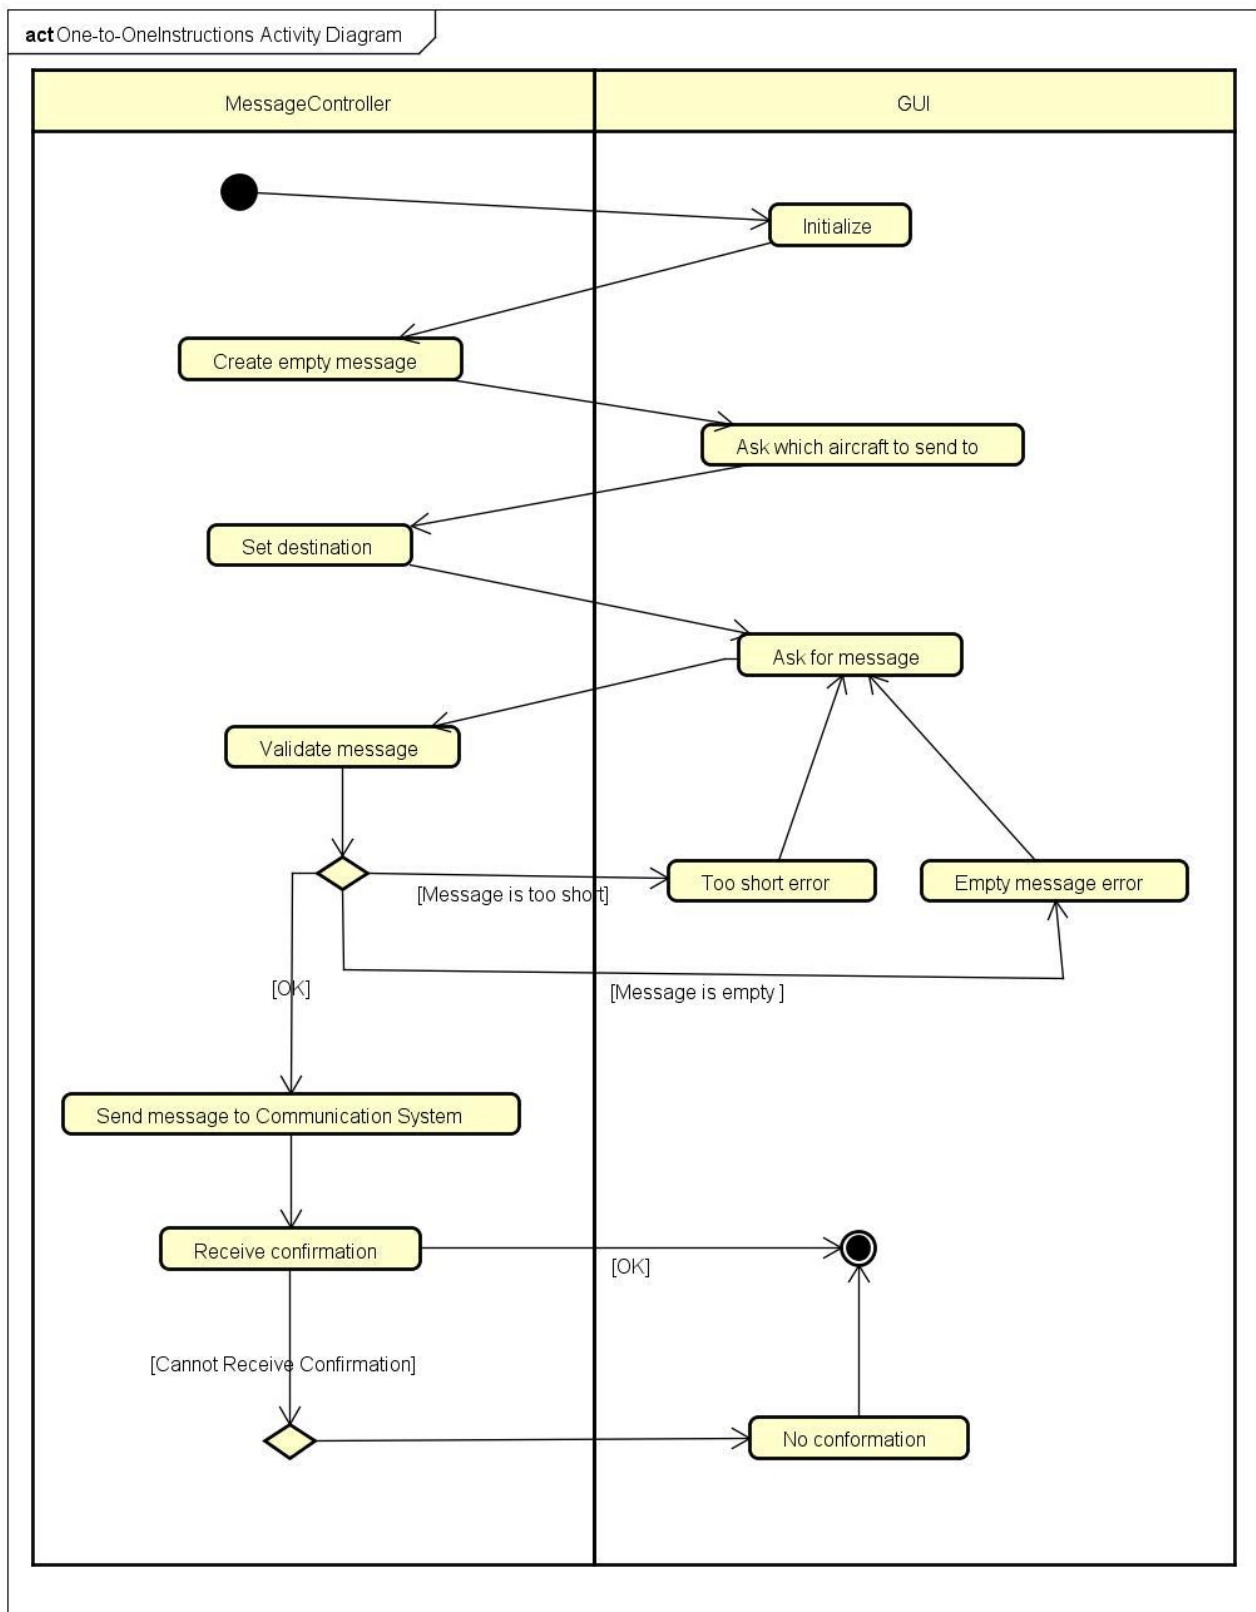 act One-to-OneInstructions Activity Diagram
MessageController
GUI
Initialize
Create empty message
Ask which aircraft to send to
Set destination
Ask for message
Validate message
Too short error
Empty message error
[Message is too short]
[OK]
[Message is empty ]
Send message to Communication System
Receive confirmation
[OK]
[Cannot Receive Confirmation]
No conformation